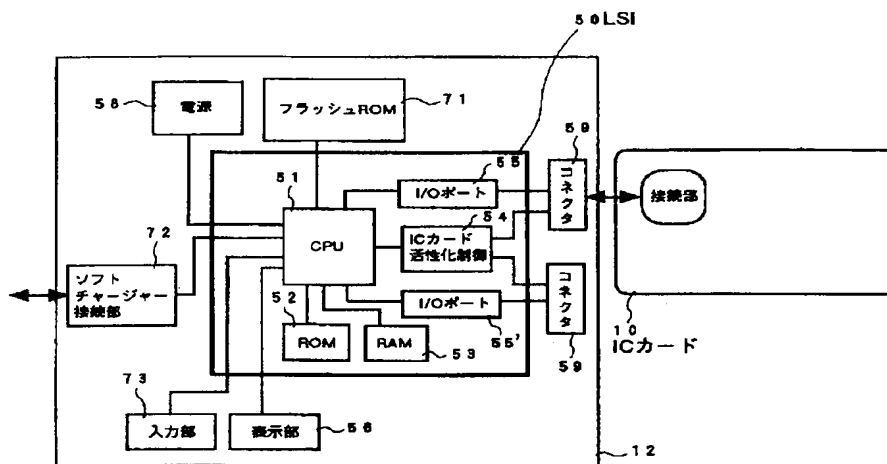 50 LSI
58
電源
フラッシュROM
71
59
55
51
I/Oポート
コネクタ
接続部
54
CPU
ICカード
活性化制御
72
ソフト
チャージャー
接続部
52
I/Oポート
コネクタ
10
ICカード
ROM
RAM
53
55'
59
73
入力部
表示部
56
12